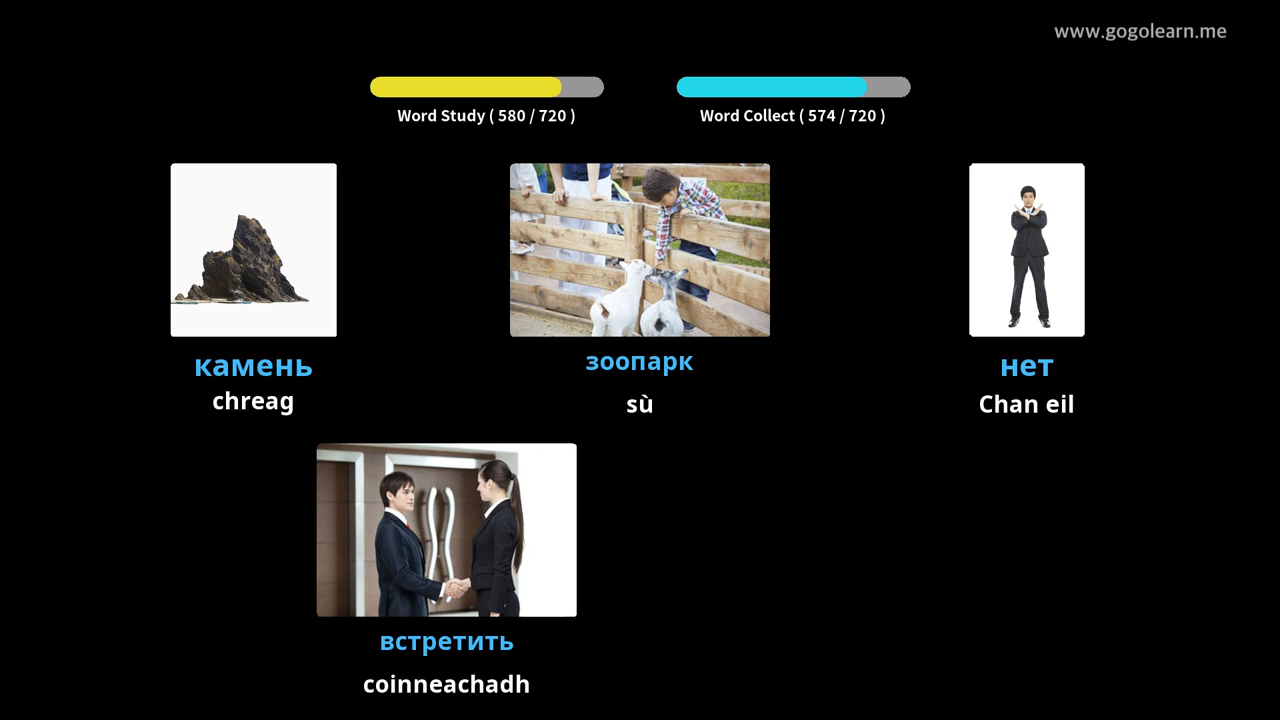 www.gogolearn.me
Word Study ( 580 / 720 )
Word Collect ( 574 / 720 )
камень
chreag
зоопарк
sù
нет
Chan eil
встретить
coinneachadh